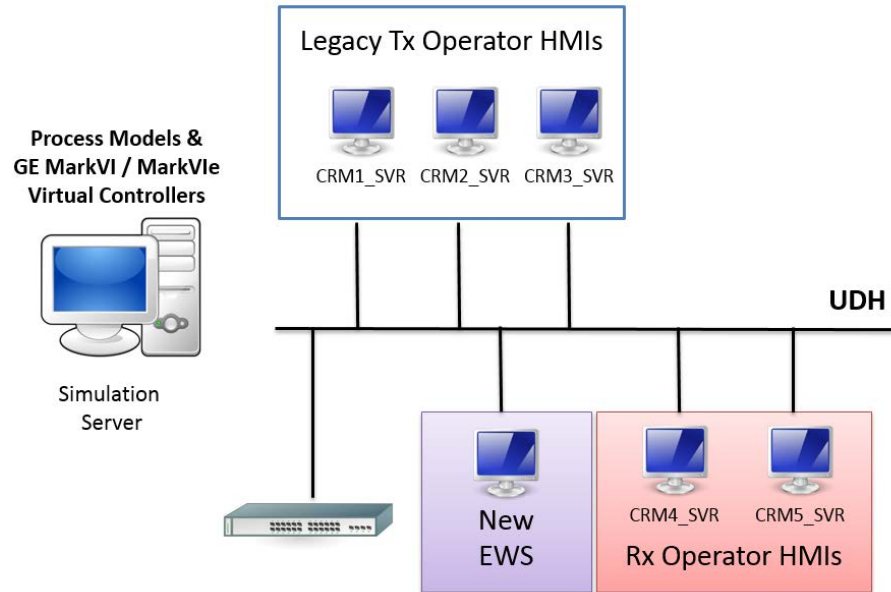 Legacy Tx Operator HMIs
CRM1_SVR
CRM2_SVR
CRM3_SVR
Process Models &
GE MarkVI / MarkVIe
Virtual Controllers
Simulation
Server
UDH
New
EWS
CRM4_SVR
CRM5_SVR
Rx Operator HMIs